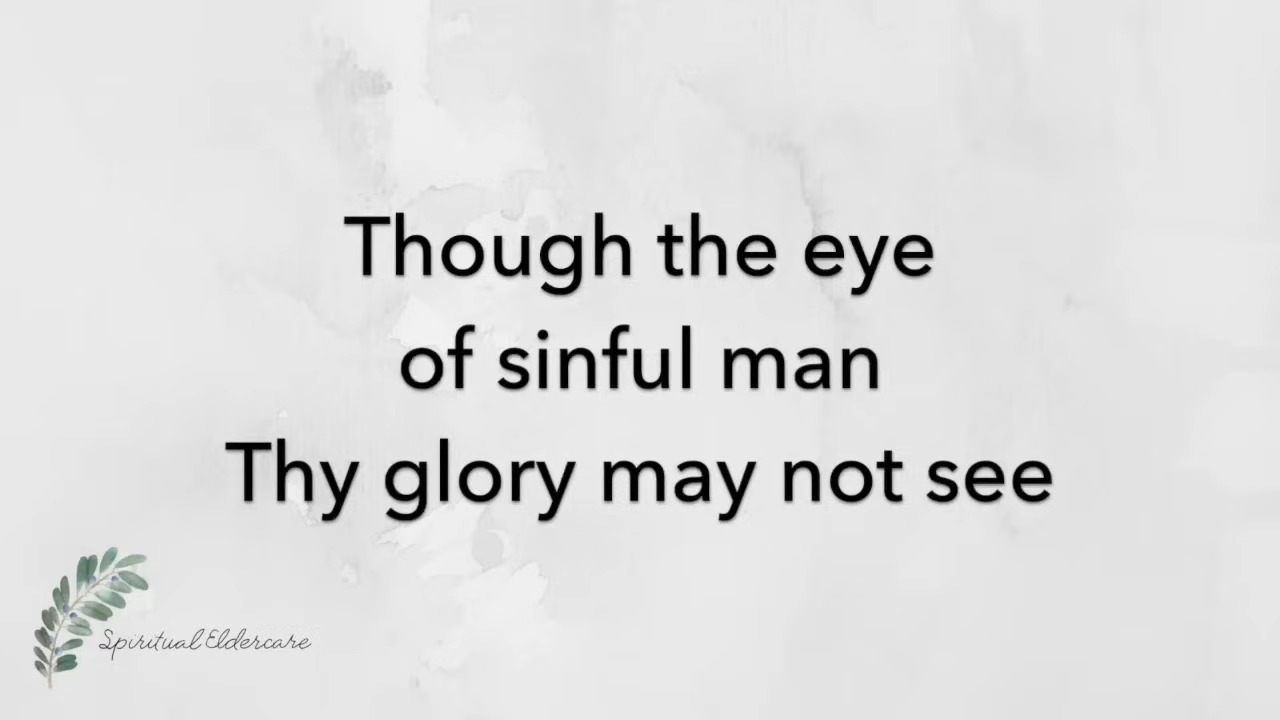 Though the eye
of sinful man
Thy glory may not see
Spiritual Eldercare